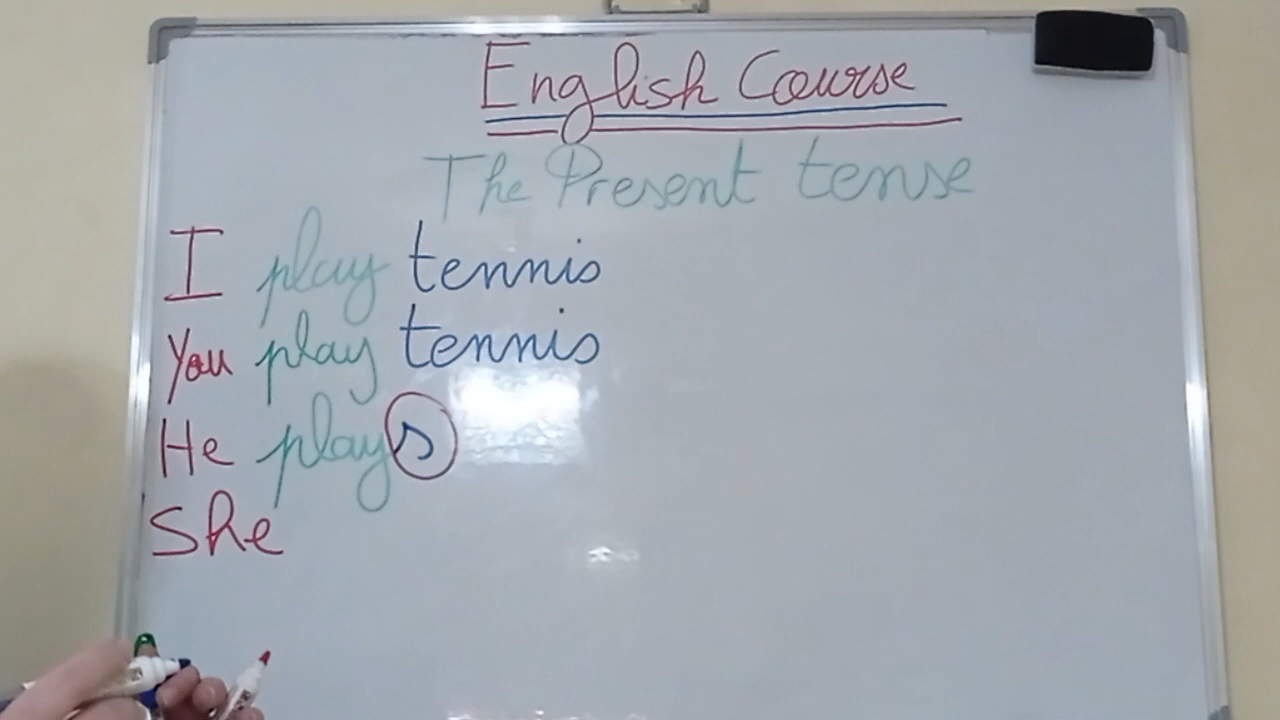 English Course
The Present tense
I play tennis
You play tennis
He plays
She